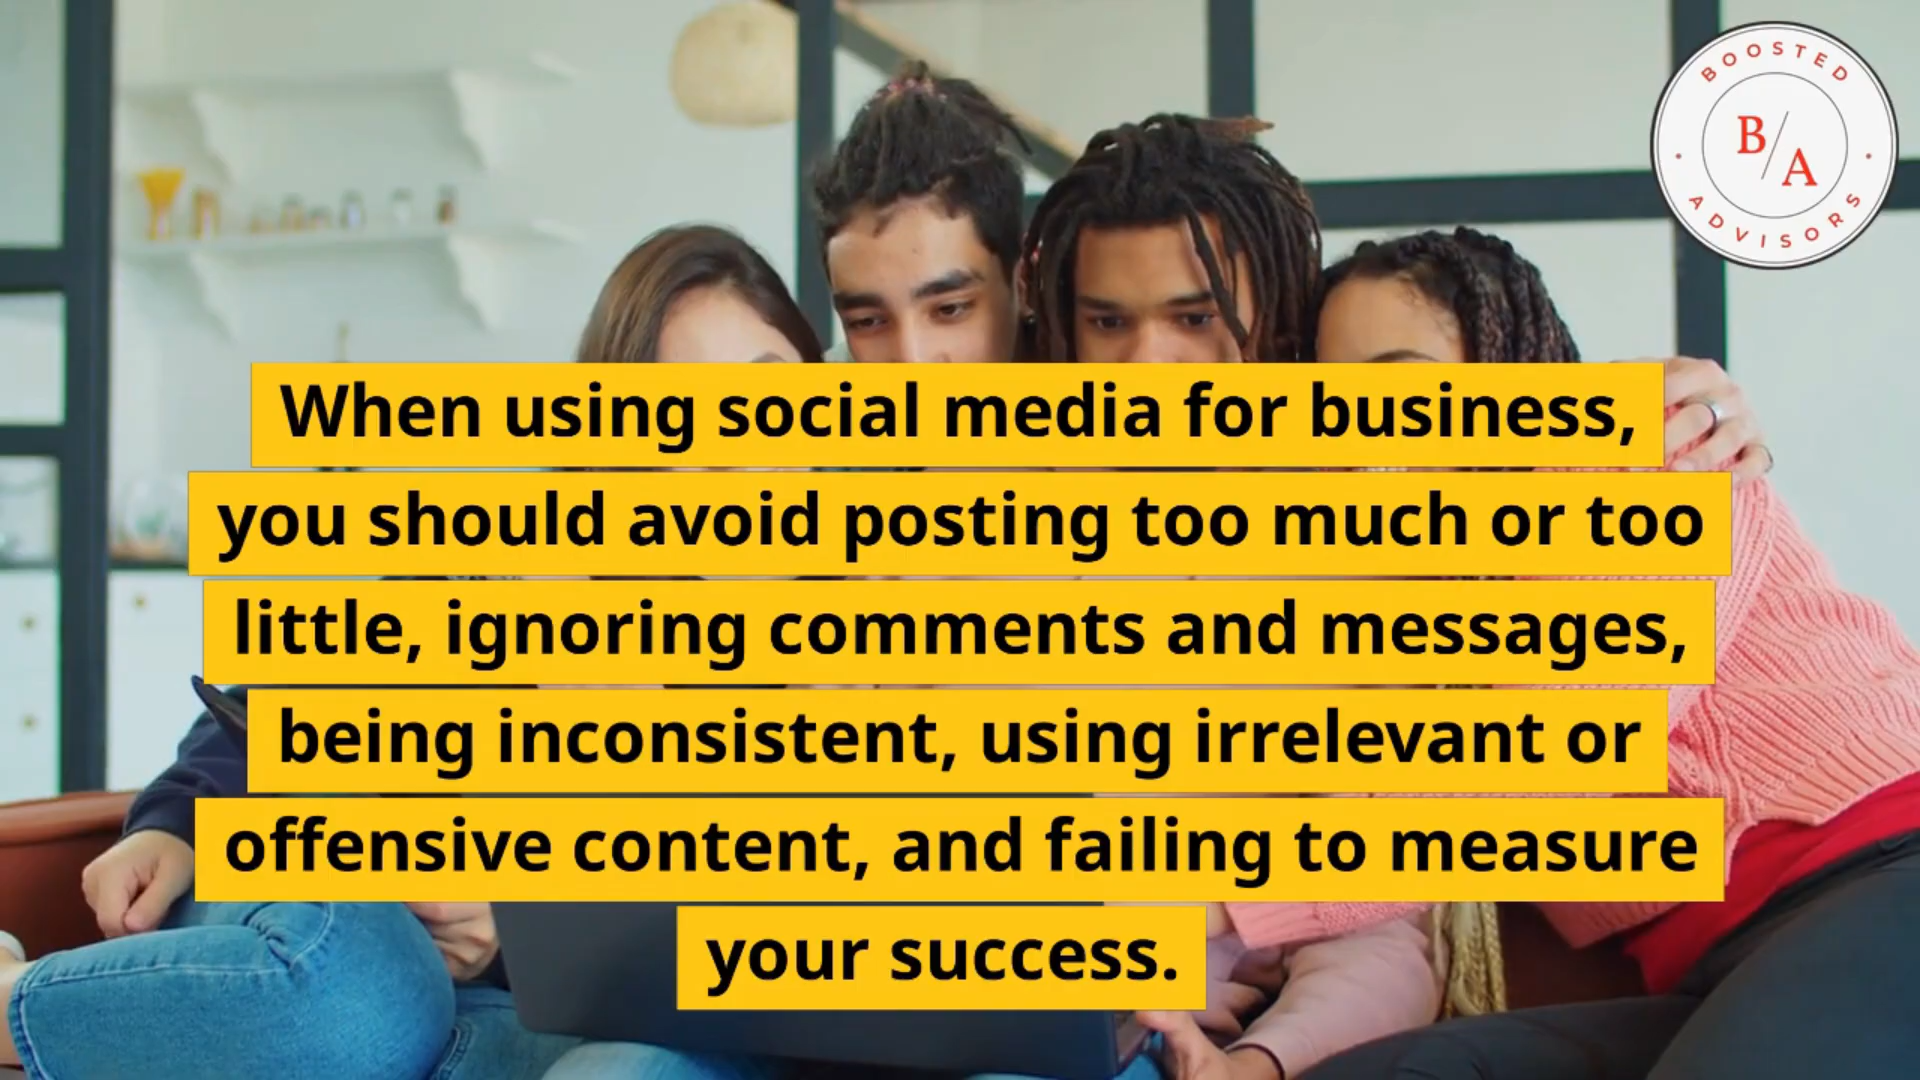 BOOSTED
B/A
ADVISORS
When using social media for business,
you should avoid posting too much or too
little, ignoring comments and messages,
being inconsistent, using irrelevant or
offensive content, and failing to measure
your success.